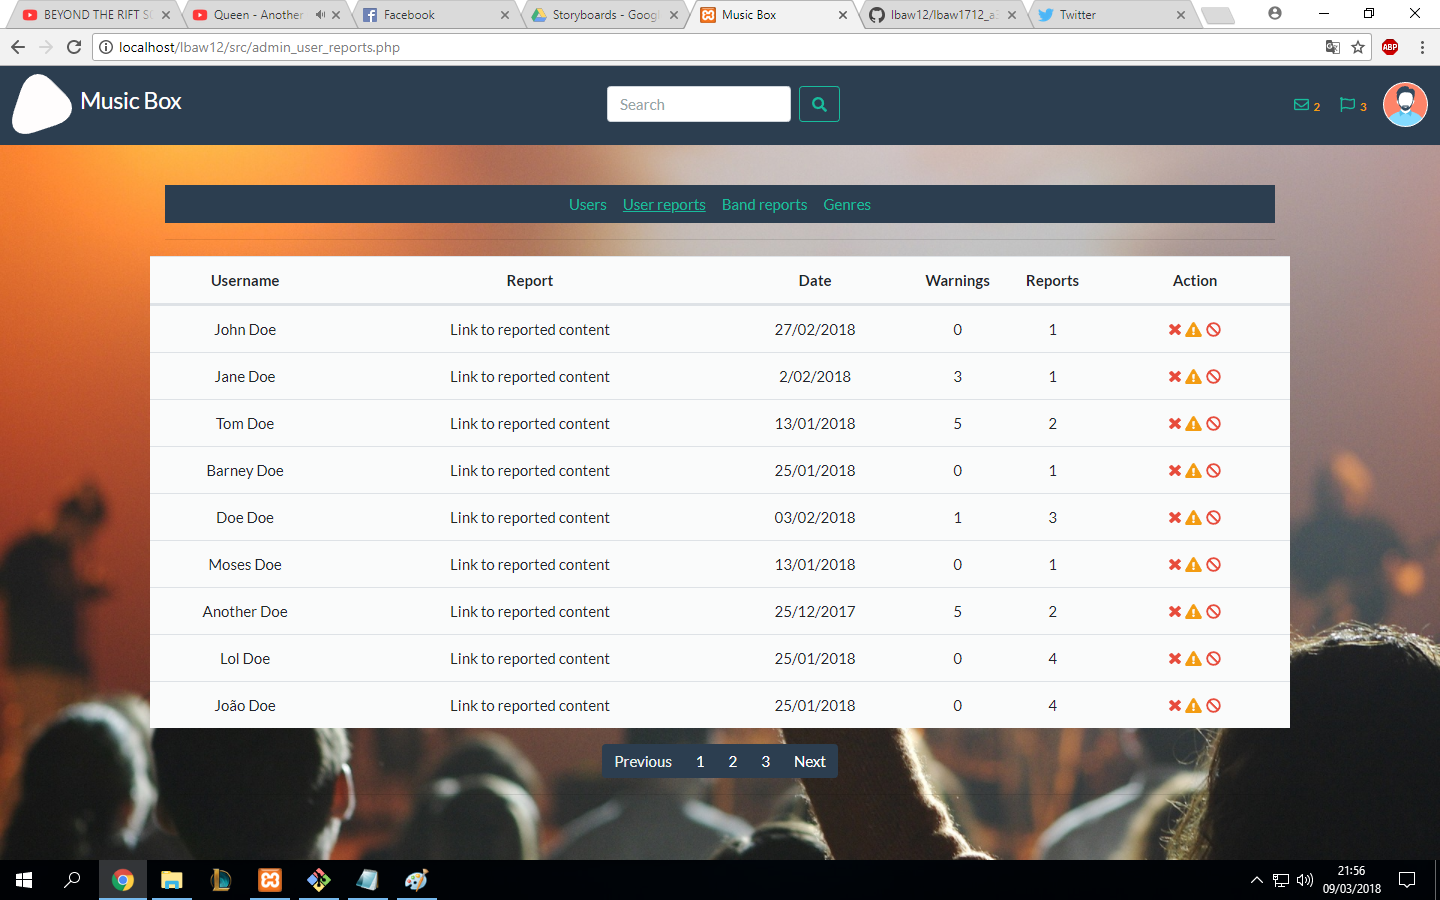 BEYOND THE RIFT SO
Queen - Another
Facebook
Storyboards - Goog
Music Box
lbaw12/lbaw1712_a
Twitter
localhost/lbaw12/src/admin_user_reports.php
ABP
Music Box
Search
2
3
Users User reports Band reports Genres
Username Report Date Warnings Reports Action
John Doe Link to reported content 27/02/2018 0 1
Jane Doe Link to reported content 2/02/2018 3 1
Tom Doe Link to reported content 13/01/2018 5 2
Barney Doe Link to reported content 25/01/2018 0 1
Doe Doe Link to reported content 03/02/2018 1 3
Moses Doe Link to reported content 13/01/2018 0 1
Another Doe Link to reported content 25/12/2017 5 2
Lol Doe Link to reported content 25/01/2018 0 4
João Doe Link to reported content 25/01/2018 0 4
Previous 1 2 3 Next
21:56
09/03/2018